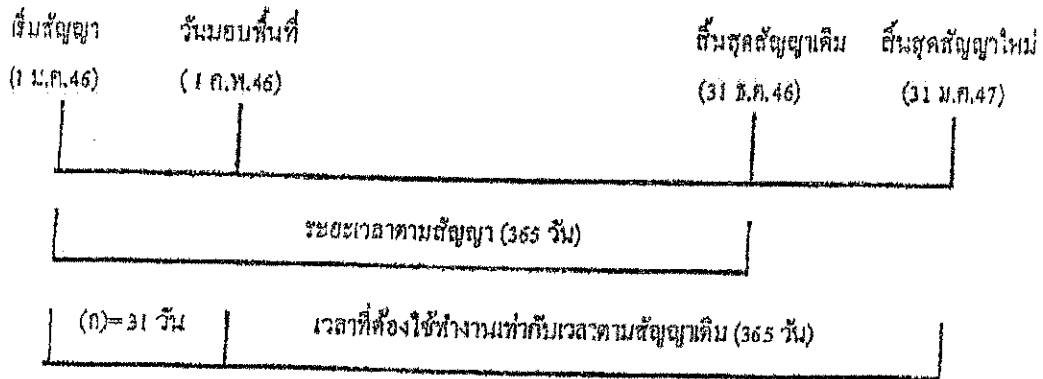 เริ่มสัญญา วันมอบพื้นที่ สิ้นสุดสัญญาเดิม สิ้นสุดสัญญาใหม่
(1 ม.ค.46) (1 ก.พ.46) (31 ธ.ค.46) (31 ม.ค.47)
ระยะเวลาตามสัญญา (365 วัน)
(ก)=31 วัน เวลาที่ต้องใช้ทำงานเท่ากับเวลาตามสัญญาเดิม (365 วัน)